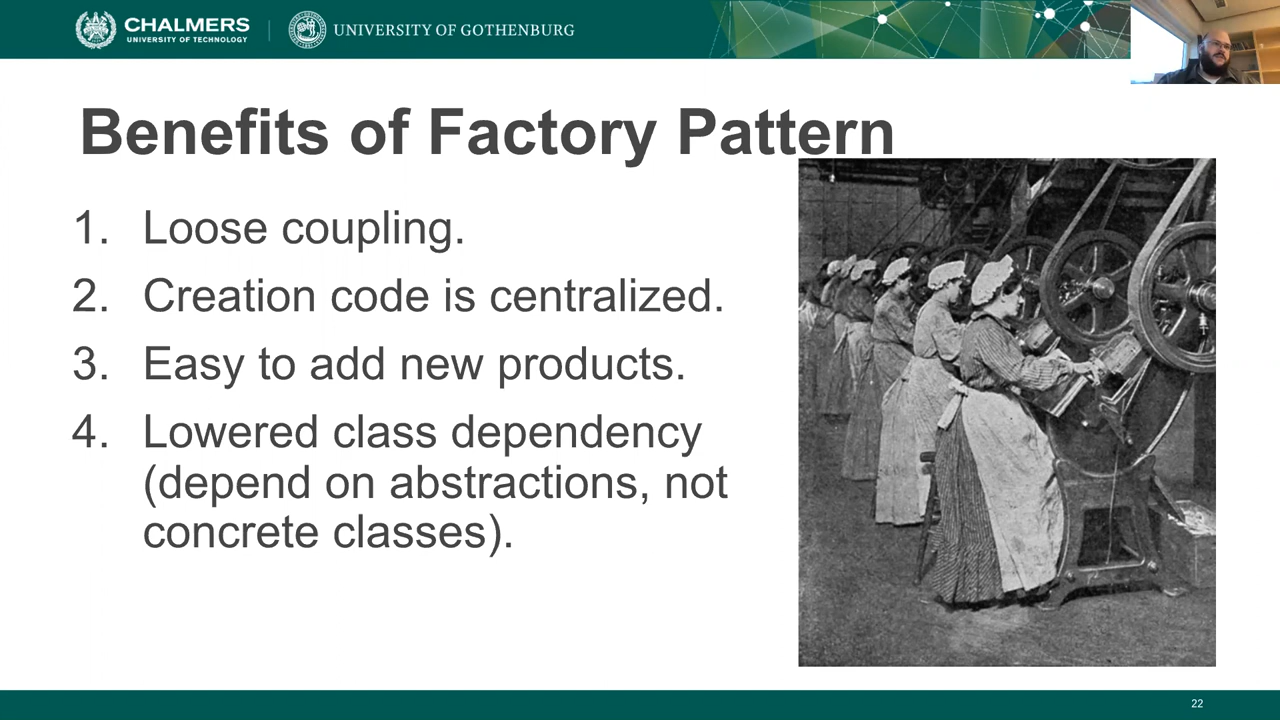 CHALMERS
UNIVERSITY OF TECHNOLOGY
UNIVERSITY OF GOTHENBURG
Benefits of Factory Pattern
1. Loose coupling.
2. Creation code is centralized.
3. Easy to add new products.
4. Lowered class dependency
(depend on abstractions, not
concrete classes).
22